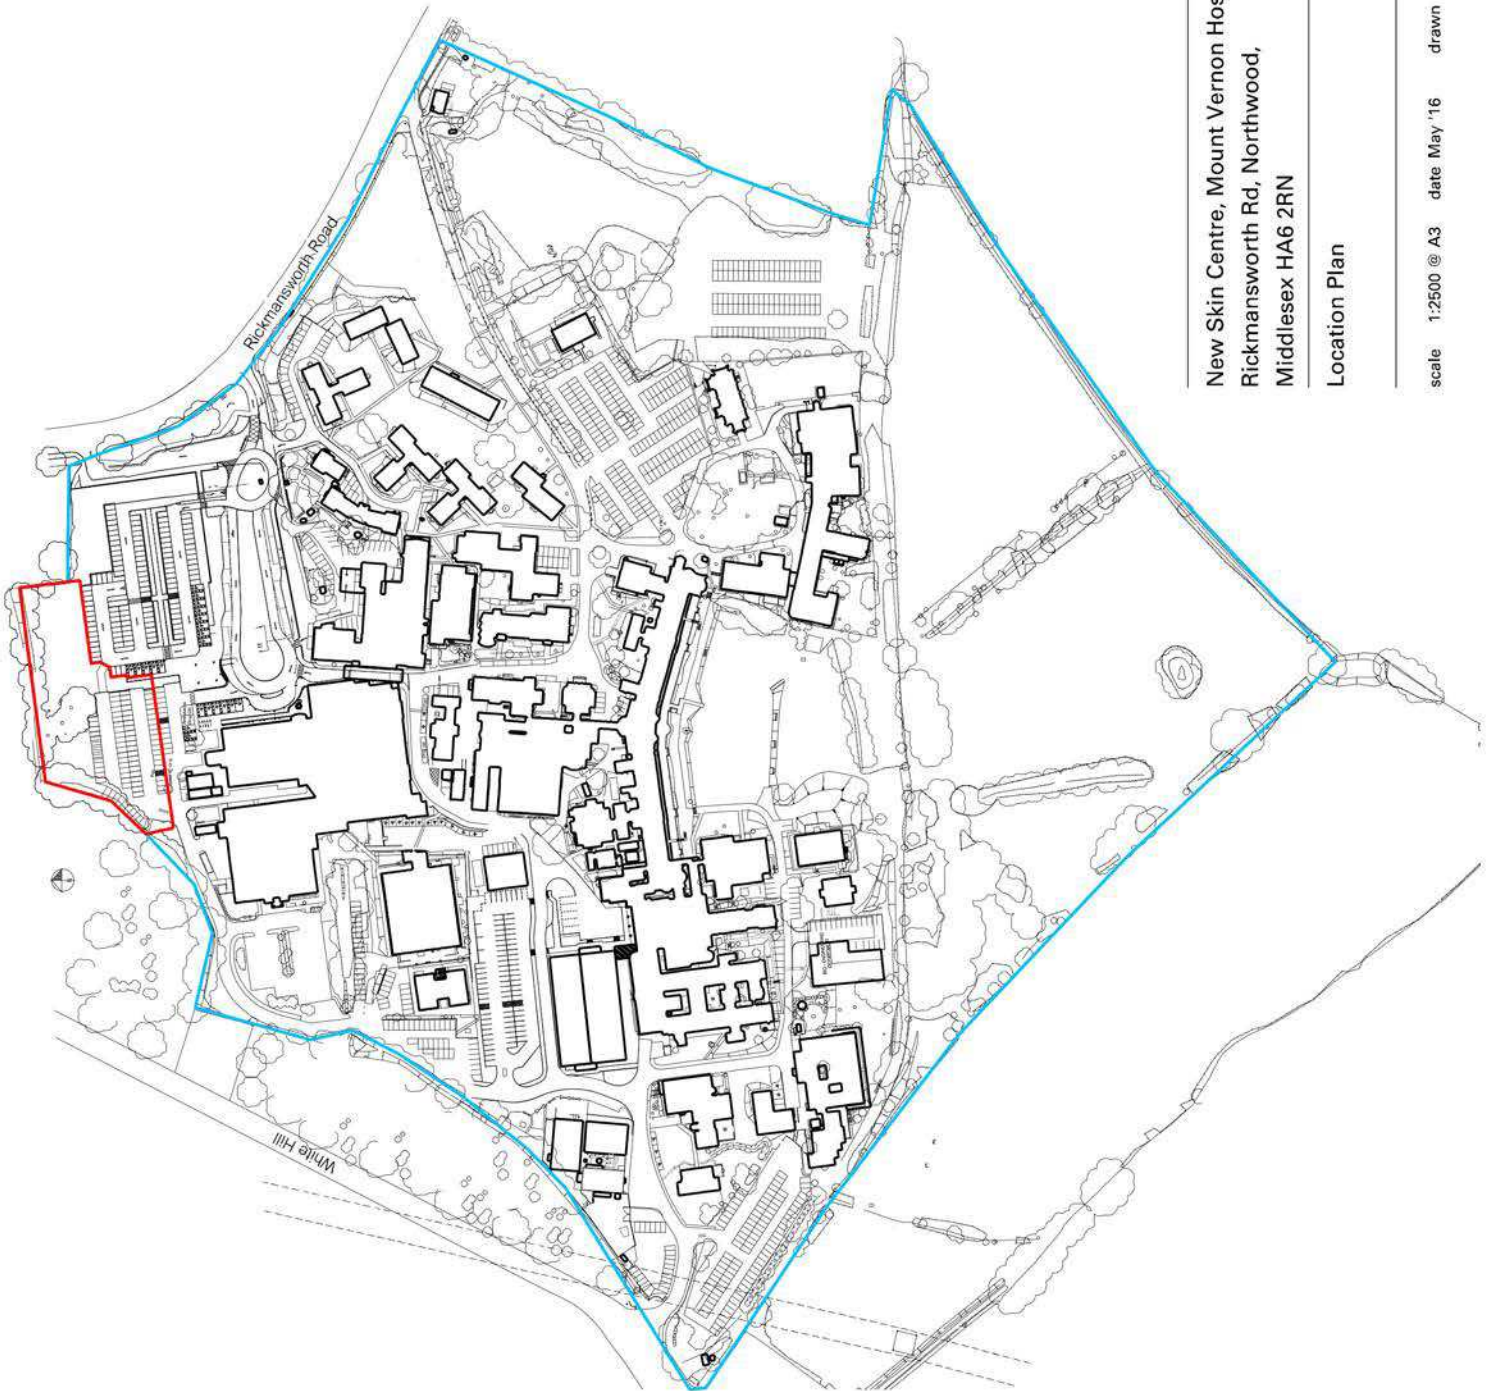 Rickmansworth Road
White Hill
New Skin Centre, Mount Vernon Hos
Rickmansworth Rd, Northwood,
Middlesex HA6 2RN
Location Plan
scale 1:2500 @ A3 date May '16 drawn